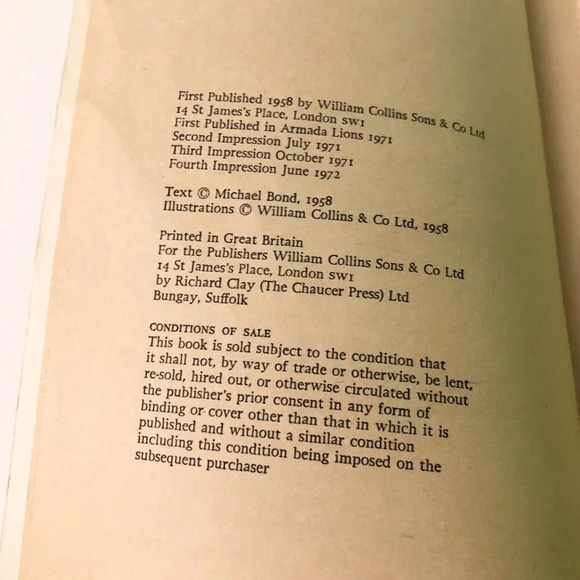 First Published 1958 by William Collins Sons & Co Ltd
14 St James's Place, London SW1
First Published in Armada Lions 1971
Second Impression July 1971
Third Impression October 1971
Fourth Impression June 1972
Text © Michael Bond, 1958
Illustrations © William Collins & Co Ltd, 1958
Printed in Great Britain
For the Publishers William Collins Sons & Co Ltd
14 St James's Place, London SW1
by Richard Clay (The Chaucer Press) Ltd
Bungay, Suffolk
CONDITIONS OF SALE
This book is sold subject to the condition that
it shall not, by way of trade or otherwise, be lent,
re-sold, hired out, or otherwise circulated without
the publisher's prior consent in any form of
binding or cover other than that in which it is
published and without a similar condition
including this condition being imposed on the
subsequent purchaser